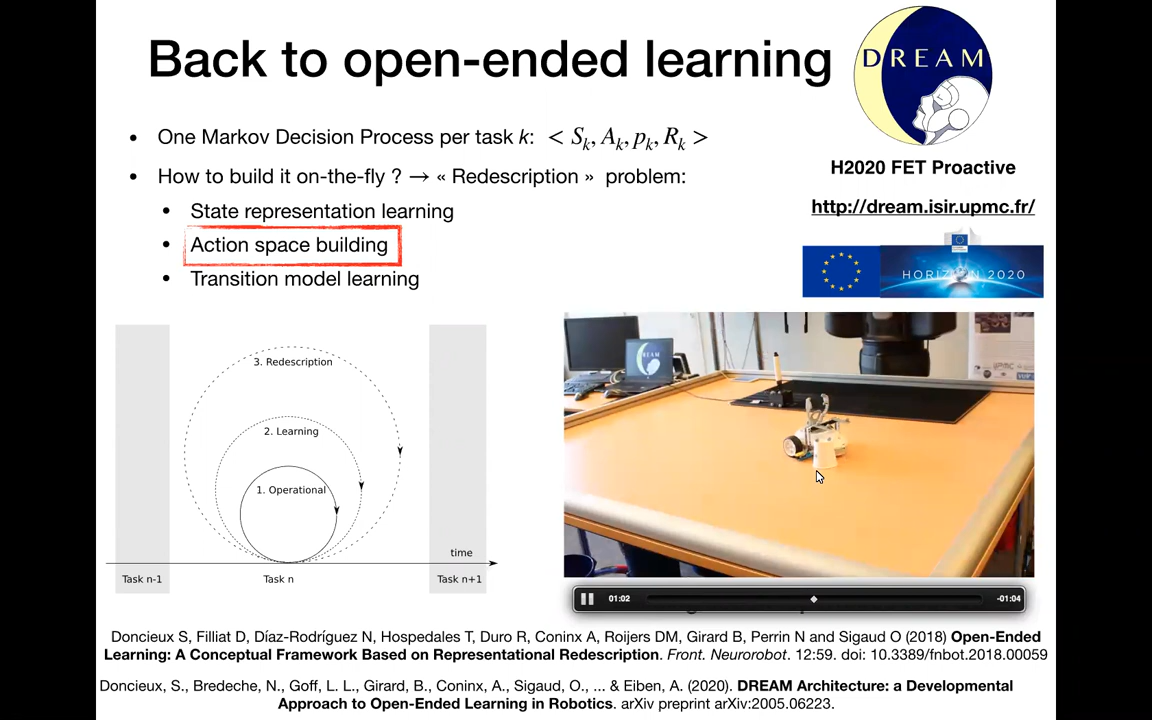 Back to open-ended learning
DREAM
• One Markov Decision Process per task k: < Sₖ, Aₖ, pₖ, Rₖ >
H2020 FET Proactive
• How to build it on-the-fly ? → « Redescription »  problem:
http://dream.isir.upmc.fr/
• State representation learning
• Action space building
• Transition model learning
HORIZON 2020
3. Redescription
2. Learning
1. Operational
time
Task n-1
Task n
Task n+1
DREAM
01:02
-01:04
Doncieux S, Filliat D, Díaz-Rodríguez N, Hospedales T, Duro R, Coninx A, Roijers DM, Girard B, Perrin N and Sigaud O (2018) Open-Ended
Learning: A Conceptual Framework Based on Representational Redescription. Front. Neurorobot. 12:59. doi: 10.3389/fnbot.2018.00059
Doncieux, S., Bredeche, N., Goff, L. L., Girard, B., Coninx, A., Sigaud, O., ... & Eiben, A. (2020). DREAM Architecture: a Developmental
Approach to Open-Ended Learning in Robotics. arXiv preprint arXiv:2005.06223.